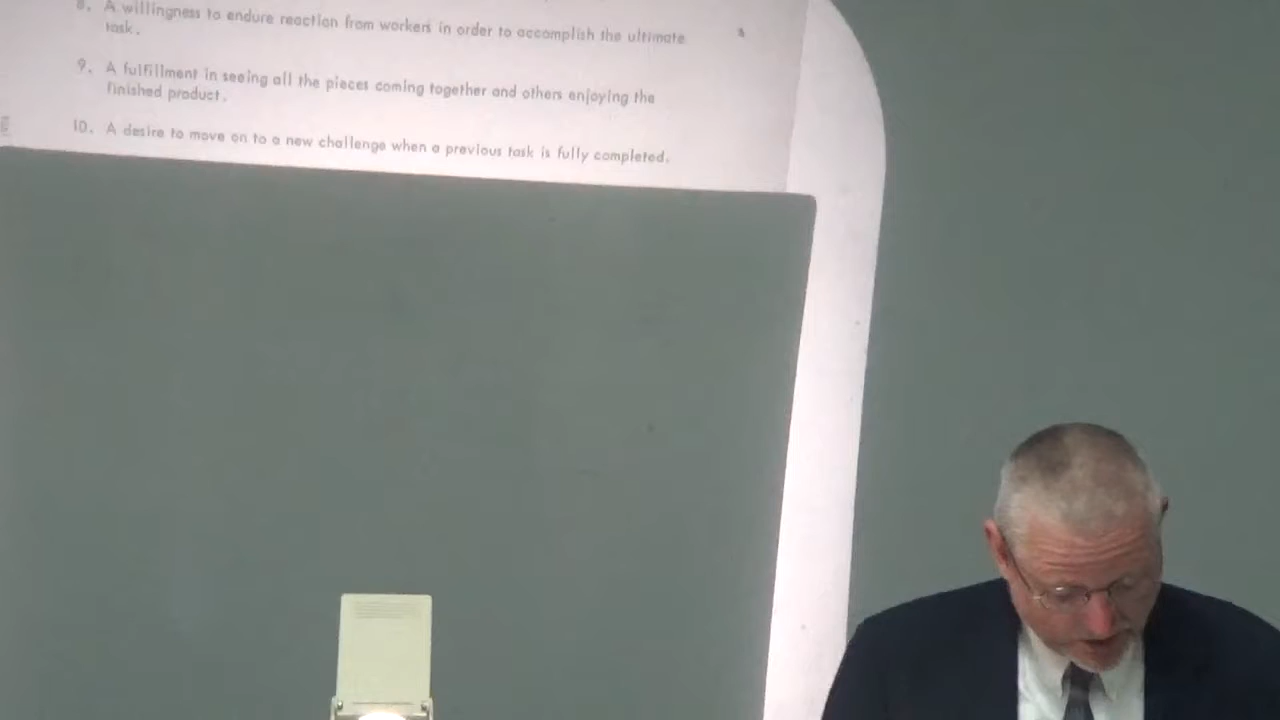 8. A willingness to endure reaction from workers in order to accomplish the ultimate
task.
9. A fulfillment in seeing all the pieces coming together and others enjoying the
finished product.
10. A desire to move on to a new challenge when a previous task is fully completed.